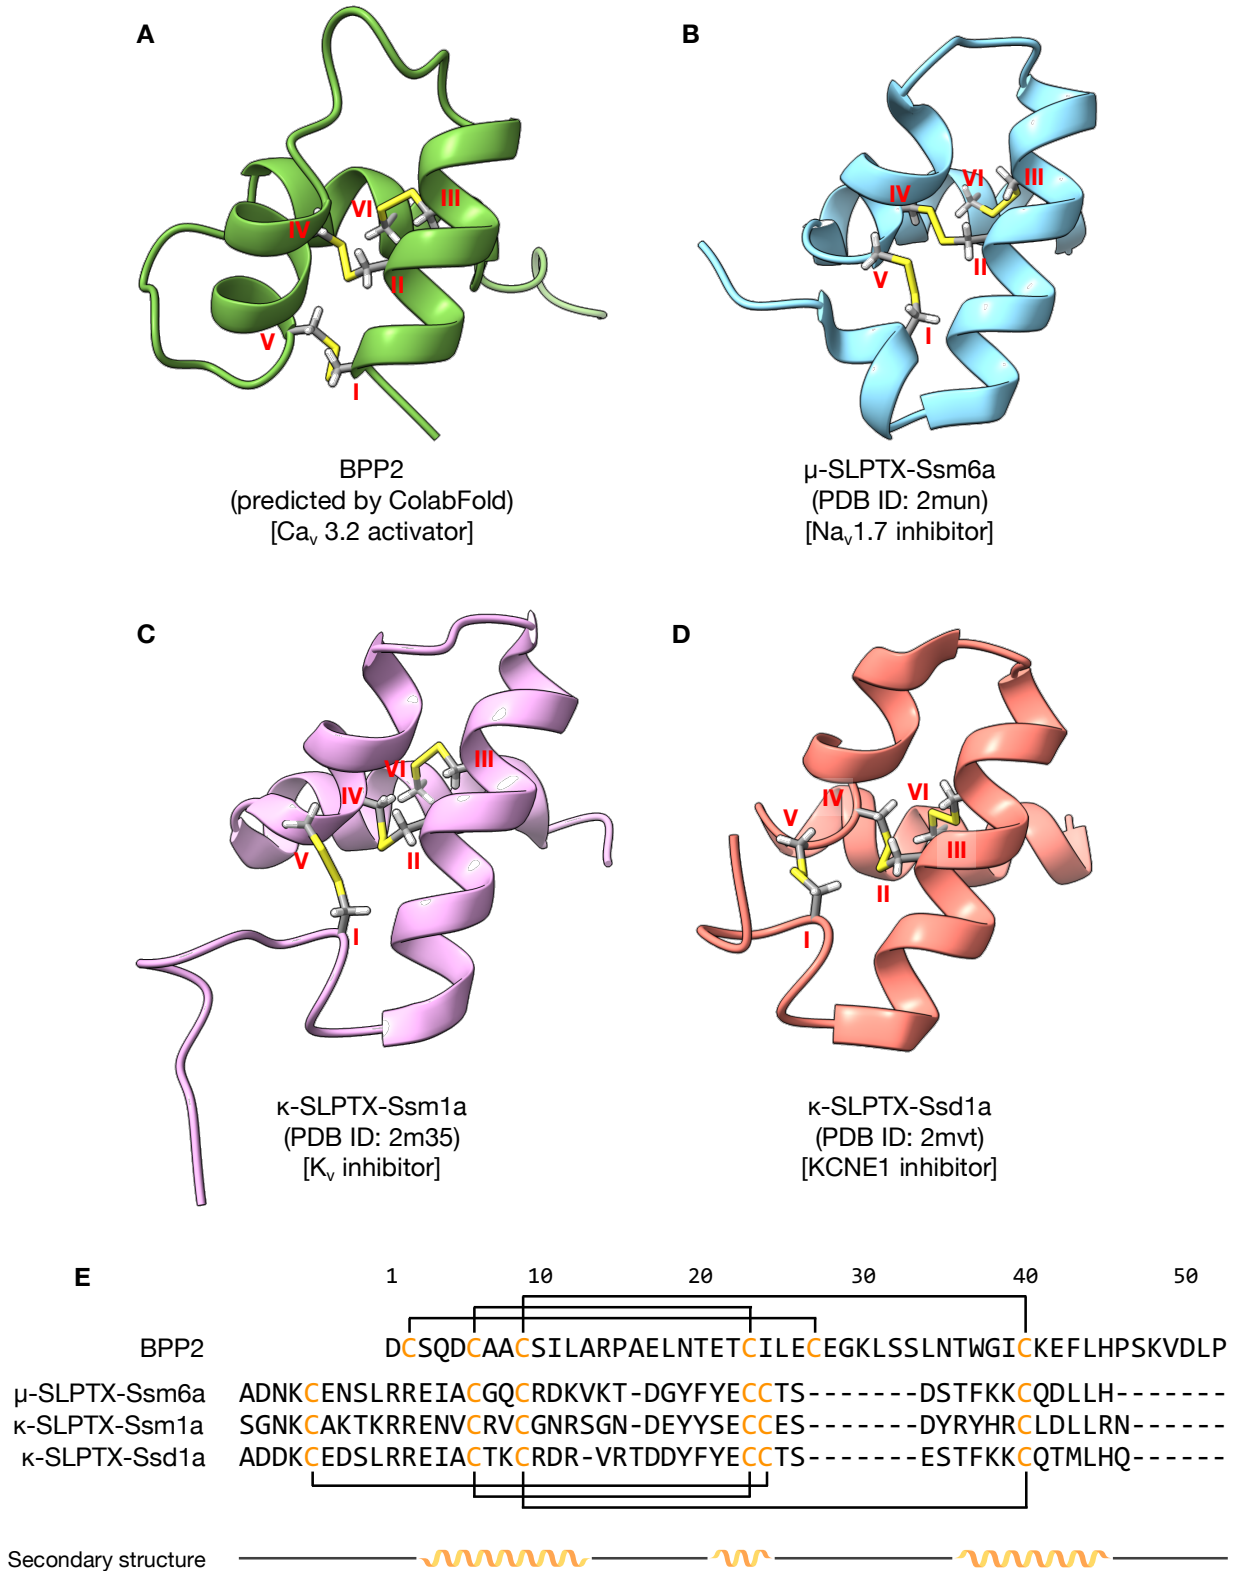 A
B
III
VI
IV
II
V
I
VI
III
IV
II
V
I
BPP2
(predicted by ColabFold)
[Cav 3.2 activator]
μ-SLPTX-Ssm6a
(PDB ID: 2mun)
[Nav1.7 inhibitor]
C
D
III
VI
IV
V
II
I
VI
IV
V
III
II
I
κ-SLPTX-Ssm1a
(PDB ID: 2m35)
[Kv inhibitor]
κ-SLPTX-Ssd1a
(PDB ID: 2mvt)
[KCNE1 inhibitor]
E 1 10 20 30 40 50
BPP2 DCSQDCAACSILARPAELNTETCILECEGKLSSLNTWGICKEFLHPSKVDLP
μ-SLPTX-Ssm6a ADNKCENSLRREIACGQCRDKVKT-DGYFYECCTS-------DSTFKKCQDLLH-------
κ-SLPTX-Ssm1a SGNKCAKTKRRENVCRVCGNRSGN-DEYYSECCES-------DYRYHRCLDLLRN------
κ-SLPTX-Ssd1a ADDKCEDSLRREIACTKCRDR-VRTDDYFYECCTS-------ESTFKKCQTMLHQ------
Secondary structure